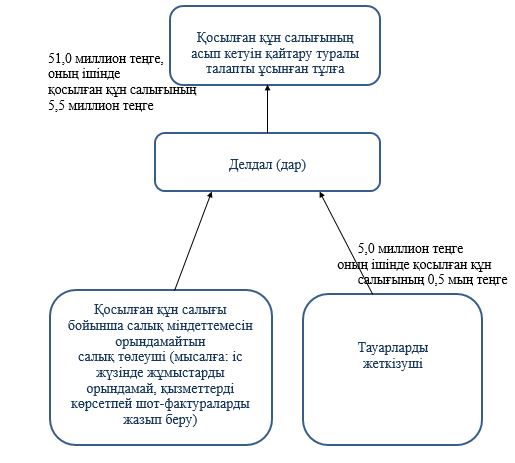 Қосылған құн салығының
асып кетуін қайтару туралы
талапты ұсынған тұлға
51,0 миллион теңге,
оның ішінде
қосылған құн салығының
5,5 миллион теңге
Делдал (дар)
5,0 миллион теңге
оның ішінде қосылған құн
салығының 0,5 мың теңге
Қосылған құн салығы
бойынша салық міндеттемесін
орындамайтын
салық төлеуші (мысалға: іс
жүзінде жұмыстарды
орындамай, қызметтерді
көрсетпей шот-фактураларды
жазып беру)
Тауарларды
жеткізуші